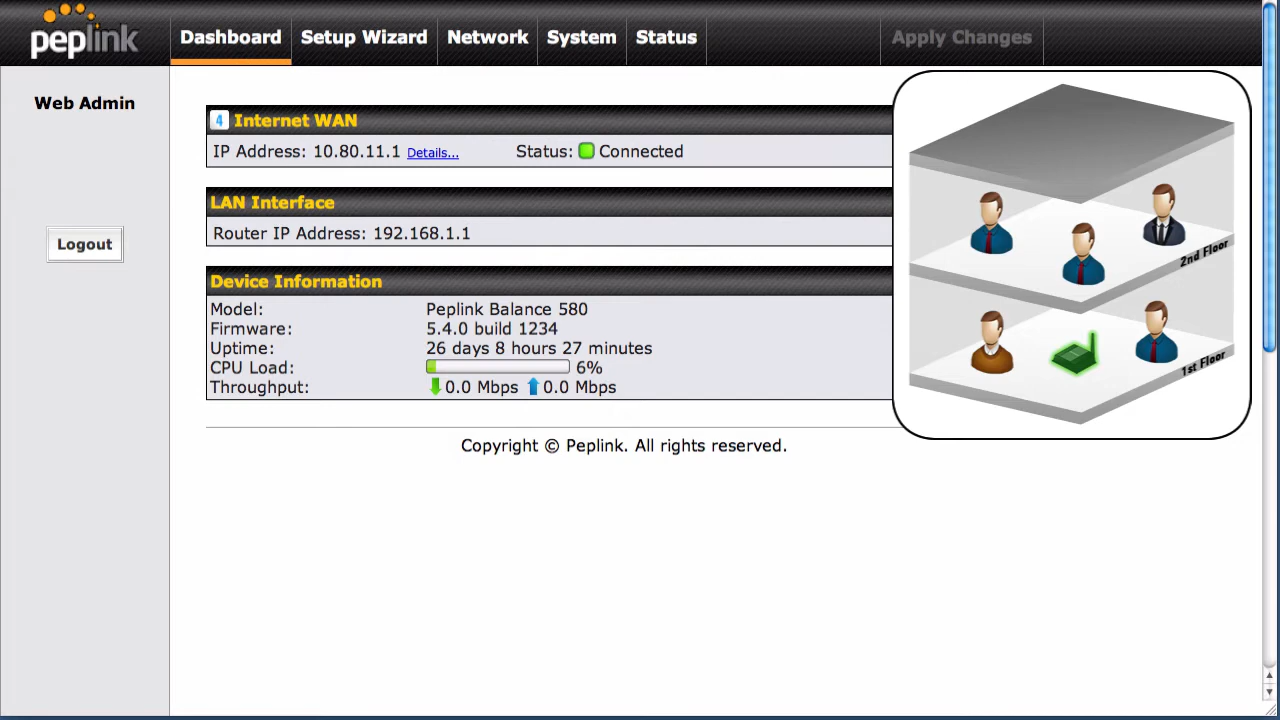 peplink
Dashboard Setup Wizard Network System Status Apply Changes
Web Admin
Logout
4 Internet WAN
IP Address: 10.80.11.1 Details... Status: Connected
LAN Interface
Router IP Address: 192.168.1.1
Device Information
Model: Peplink Balance 580
Firmware: 5.4.0 build 1234
Uptime: 26 days 8 hours 27 minutes
CPU Load: 6%
Throughput: 0.0 Mbps 0.0 Mbps
Copyright © Peplink. All rights reserved.
2nd Floor
1st Floor